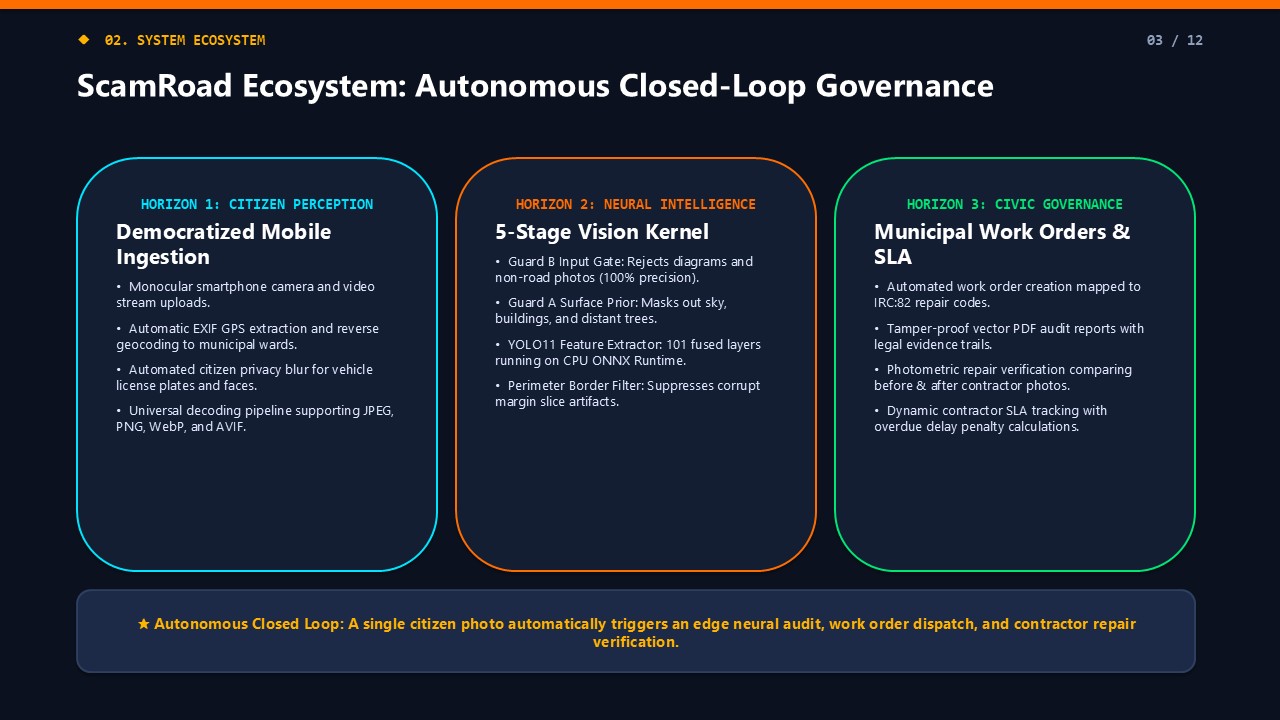 ◆ 02. SYSTEM ECOSYSTEM
03 / 12
ScamRoad Ecosystem: Autonomous Closed-Loop Governance
HORIZON 1: CITIZEN PERCEPTION
Democratized Mobile
Ingestion
• Monocular smartphone camera and video
stream uploads.
• Automatic EXIF GPS extraction and reverse
geocoding to municipal wards.
• Automated citizen privacy blur for vehicle
license plates and faces.
• Universal decoding pipeline supporting JPEG,
PNG, WebP, and AVIF.
HORIZON 2: NEURAL INTELLIGENCE
5-Stage Vision Kernel
• Guard B Input Gate: Rejects diagrams and
non-road photos (100% precision).
• Guard A Surface Prior: Masks out sky,
buildings, and distant trees.
• YOLO11 Feature Extractor: 101 fused layers
running on CPU ONNX Runtime.
• Perimeter Border Filter: Suppresses corrupt
margin slice artifacts.
HORIZON 3: CIVIC GOVERNANCE
Municipal Work Orders &
SLA
• Automated work order creation mapped to
IRC:82 repair codes.
• Tamper-proof vector PDF audit reports with
legal evidence trails.
• Photometric repair verification comparing
before & after contractor photos.
• Dynamic contractor SLA tracking with
overdue delay penalty calculations.
★ Autonomous Closed Loop: A single citizen photo automatically triggers an edge neural audit, work order dispatch, and contractor repair
verification.